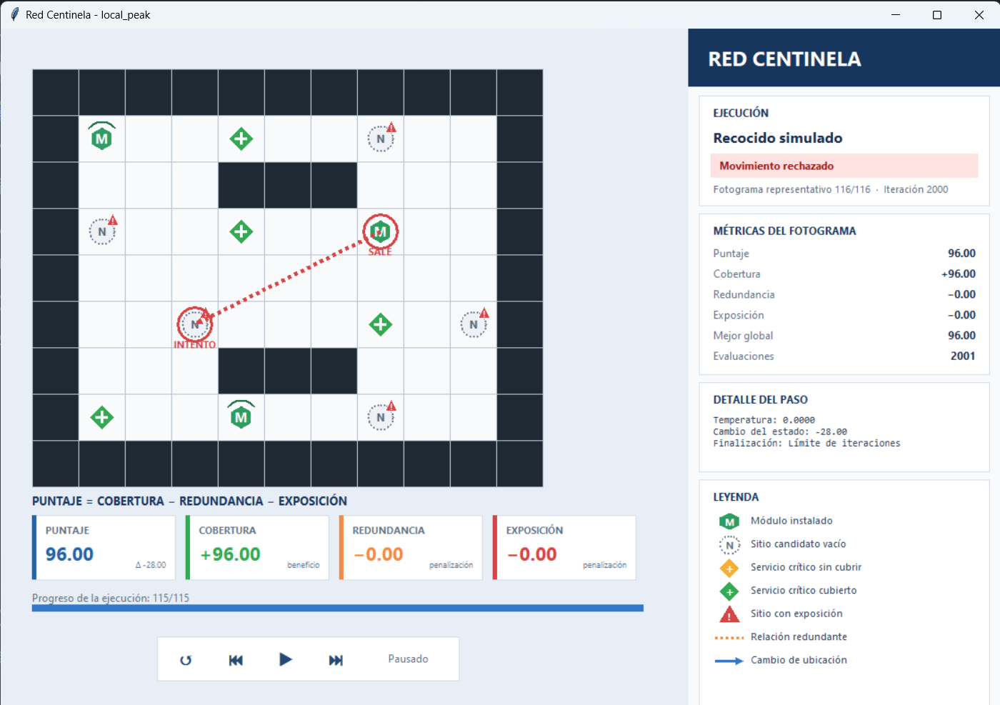 Red Centinela - local_peak
RED CENTINELA
EJECUCIÓN
Recocido simulado
Movimiento rechazado
Fotograma representativo 116/116 · Iteración 2000
MÉTRICAS DEL FOTOGRAMA
Puntaje 96.00
Cobertura +96.00
Redundancia −0.00
Exposición −0.00
Mejor global 96.00
Evaluaciones 2001
DETALLE DEL PASO
Temperatura: 0.0000
Cambio del estado: -28.00
Finalización: Límite de iteraciones
LEYENDA
M Módulo instalado
N Sitio candidato vacío
Servicio crítico sin cubrir
Servicio crítico cubierto
Sitio con exposición
Relación redundante
Cambio de ubicación
M N
N M
SALE
N N
INTENTO
M N
PUNTAJE = COBERTURA − REDUNDANCIA − EXPOSICIÓN
PUNTAJE
96.00
Δ -28.00
COBERTURA
+96.00
beneficio
REDUNDANCIA
−0.00
penalización
EXPOSICIÓN
−0.00
penalización
Progreso de la ejecución: 115/115
Pausado